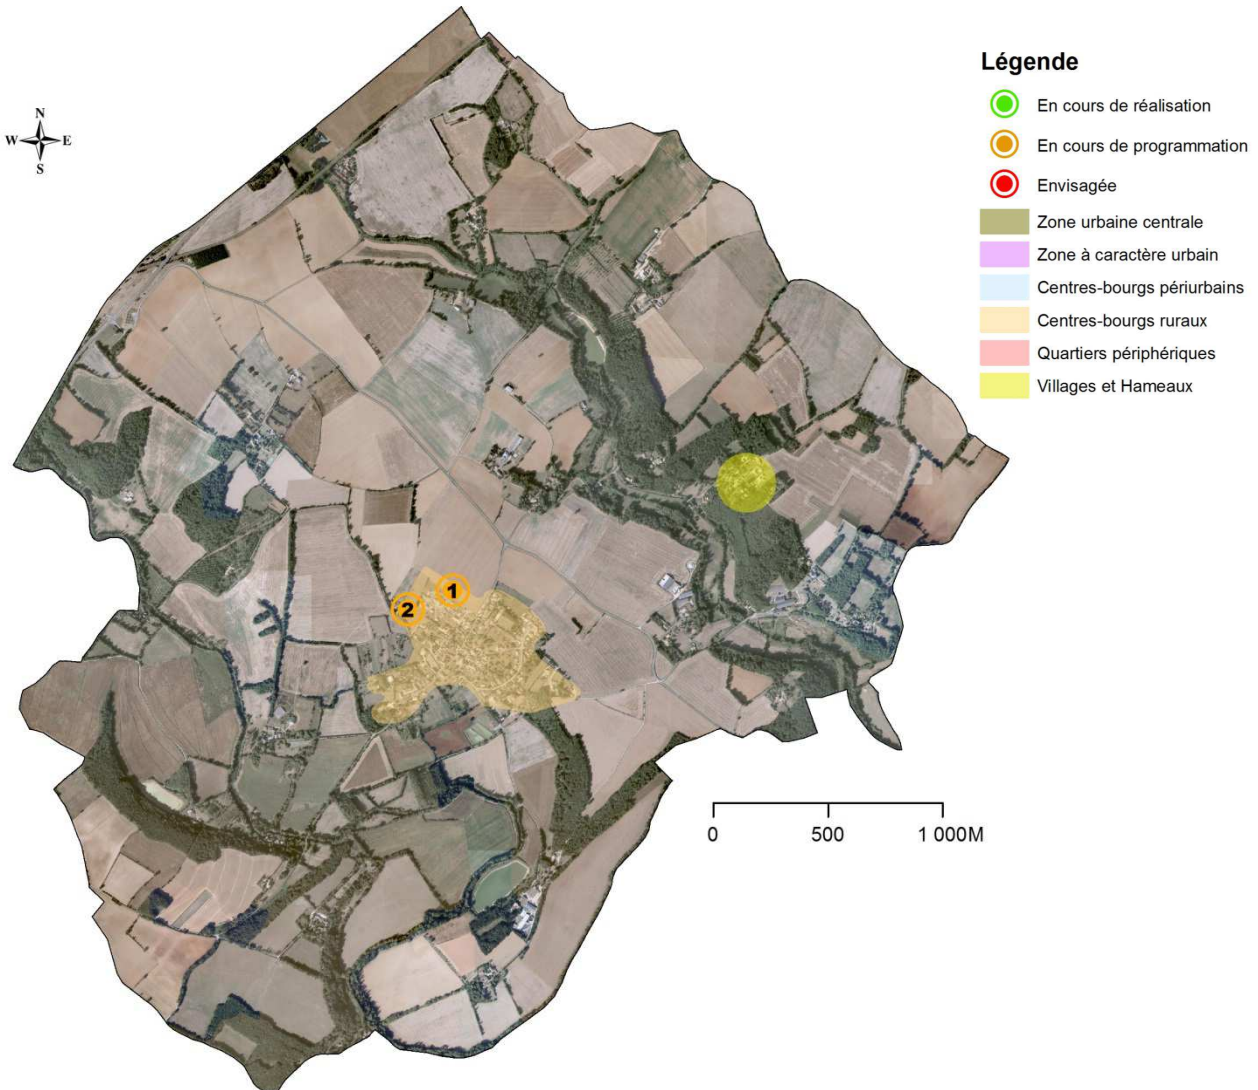 Légende
N
W E
S
En cours de réalisation
En cours de programmation
Envisagée
Zone urbaine centrale
Zone à caractère urbain
Centres-bourgs périurbains
Centres-bourgs ruraux
Quartiers périphériques
Villages et Hameaux
1
2
0 500 1 000M